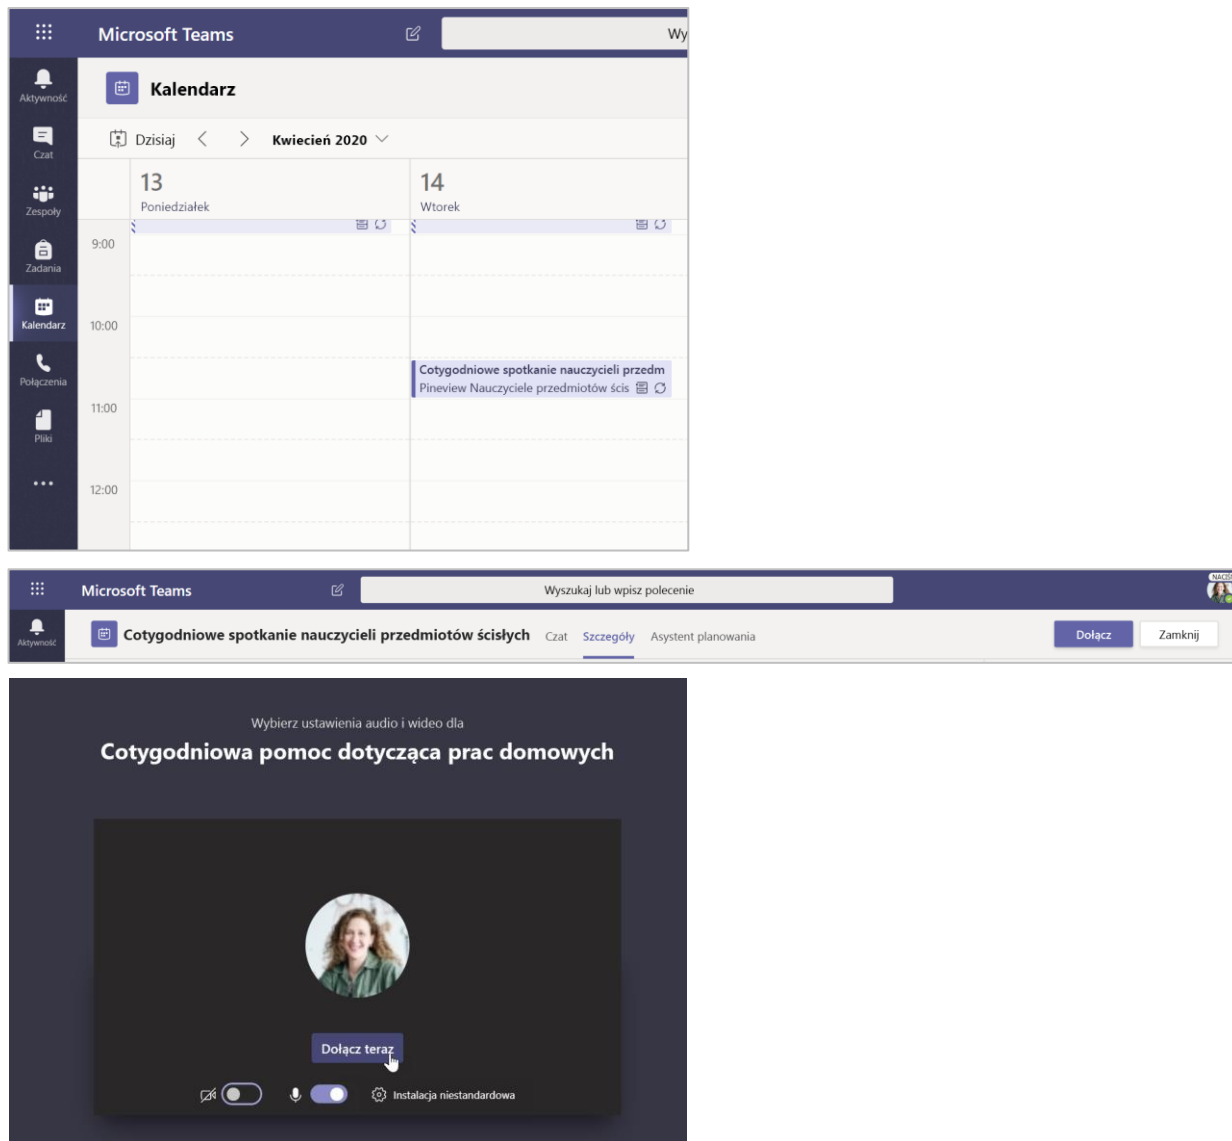 Microsoft Teams
Wy
Aktywność
Kalendarz
Czat
Dzisiaj
Kwiecień 2020
13
14
Poniedziałek
Wtorek
Zespoły
9:00
Zadania
Kalendarz
10:00
Cotygodniowe spotkanie nauczycieli przedm
Połączenia
Pineview Nauczyciele przedmiotów ścis
11:00
Pliki
12:00
Microsoft Teams
Wyszukaj lub wpisz polecenie
Aktywność
Cotygodniowe spotkanie nauczycieli przedmiotów ścisłych Czat Szczegóły Asystent planowania Dołącz Zamknij
Wybierz ustawienia audio i wideo dla
Cotygodniowa pomoc dotycząca prac domowych
Dołącz teraz
Instalacja niestandardowa